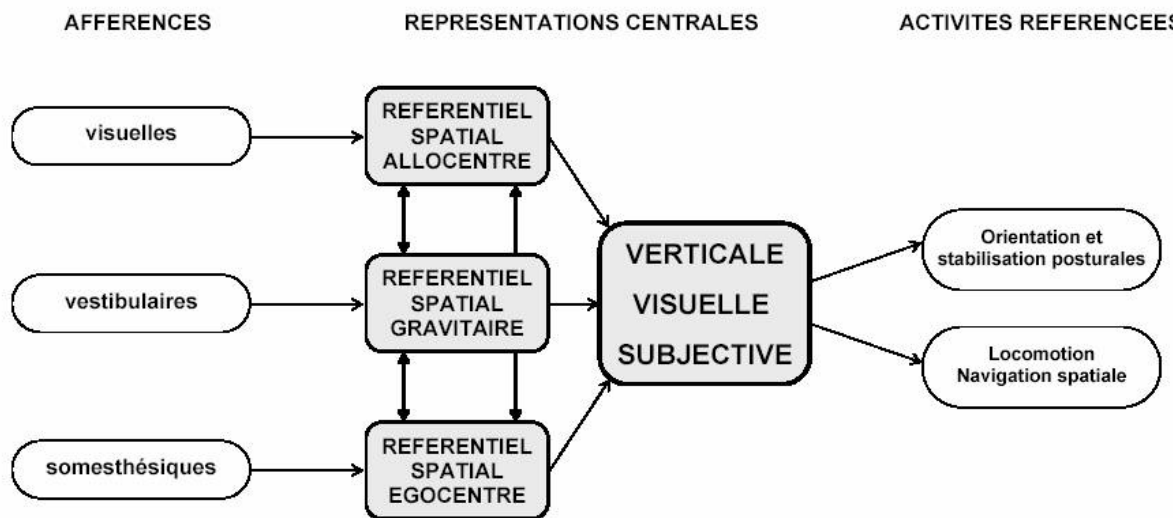 AFFERENCES
REPRESENTATIONS CENTRALES
ACTIVITES REFERENCEES
visuelles
REFERENTIEL
SPATIAL
ALLOCENTRE
vestibulaires
REFERENTIEL
SPATIAL
GRAVITAIRE
somesthésiques
REFERENTIEL
SPATIAL
EGOCENTRE
VERTICALE
VISUELLE
SUBJECTIVE
Orientation et
stabilisation posturales
Locomotion
Navigation spatiale